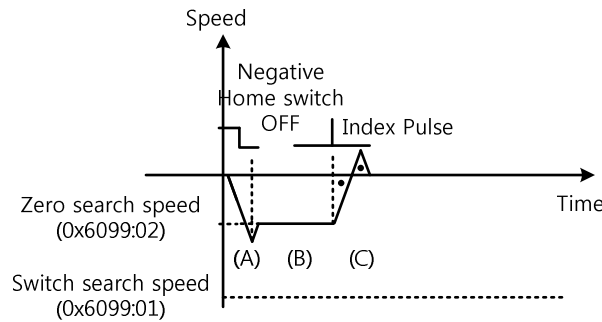 Speed
Negative
Home switch
OFF
Index Pulse
Time
Zero search speed
(0x6099:02)
(A)
(B)
(C)
Switch search speed
(0x6099:01)